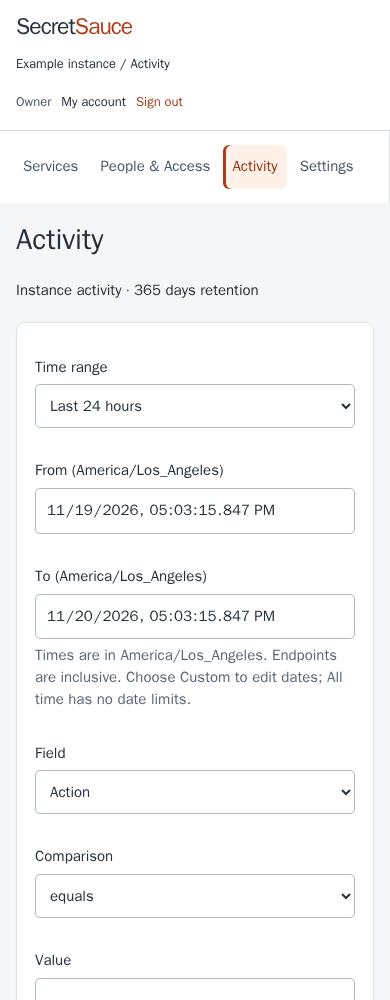 SecretSauce
Example instance / Activity
Owner My account Sign out
Services People & Access Activity Settings
Activity
Instance activity · 365 days retention
Time range
Last 24 hours
From (America/Los_Angeles)
11/19/2026, 05:03:15.847 PM
To (America/Los_Angeles)
11/20/2026, 05:03:15.847 PM
Times are in America/Los_Angeles. Endpoints
are inclusive. Choose Custom to edit dates; All
time has no date limits.
Field
Action
Comparison
equals
Value